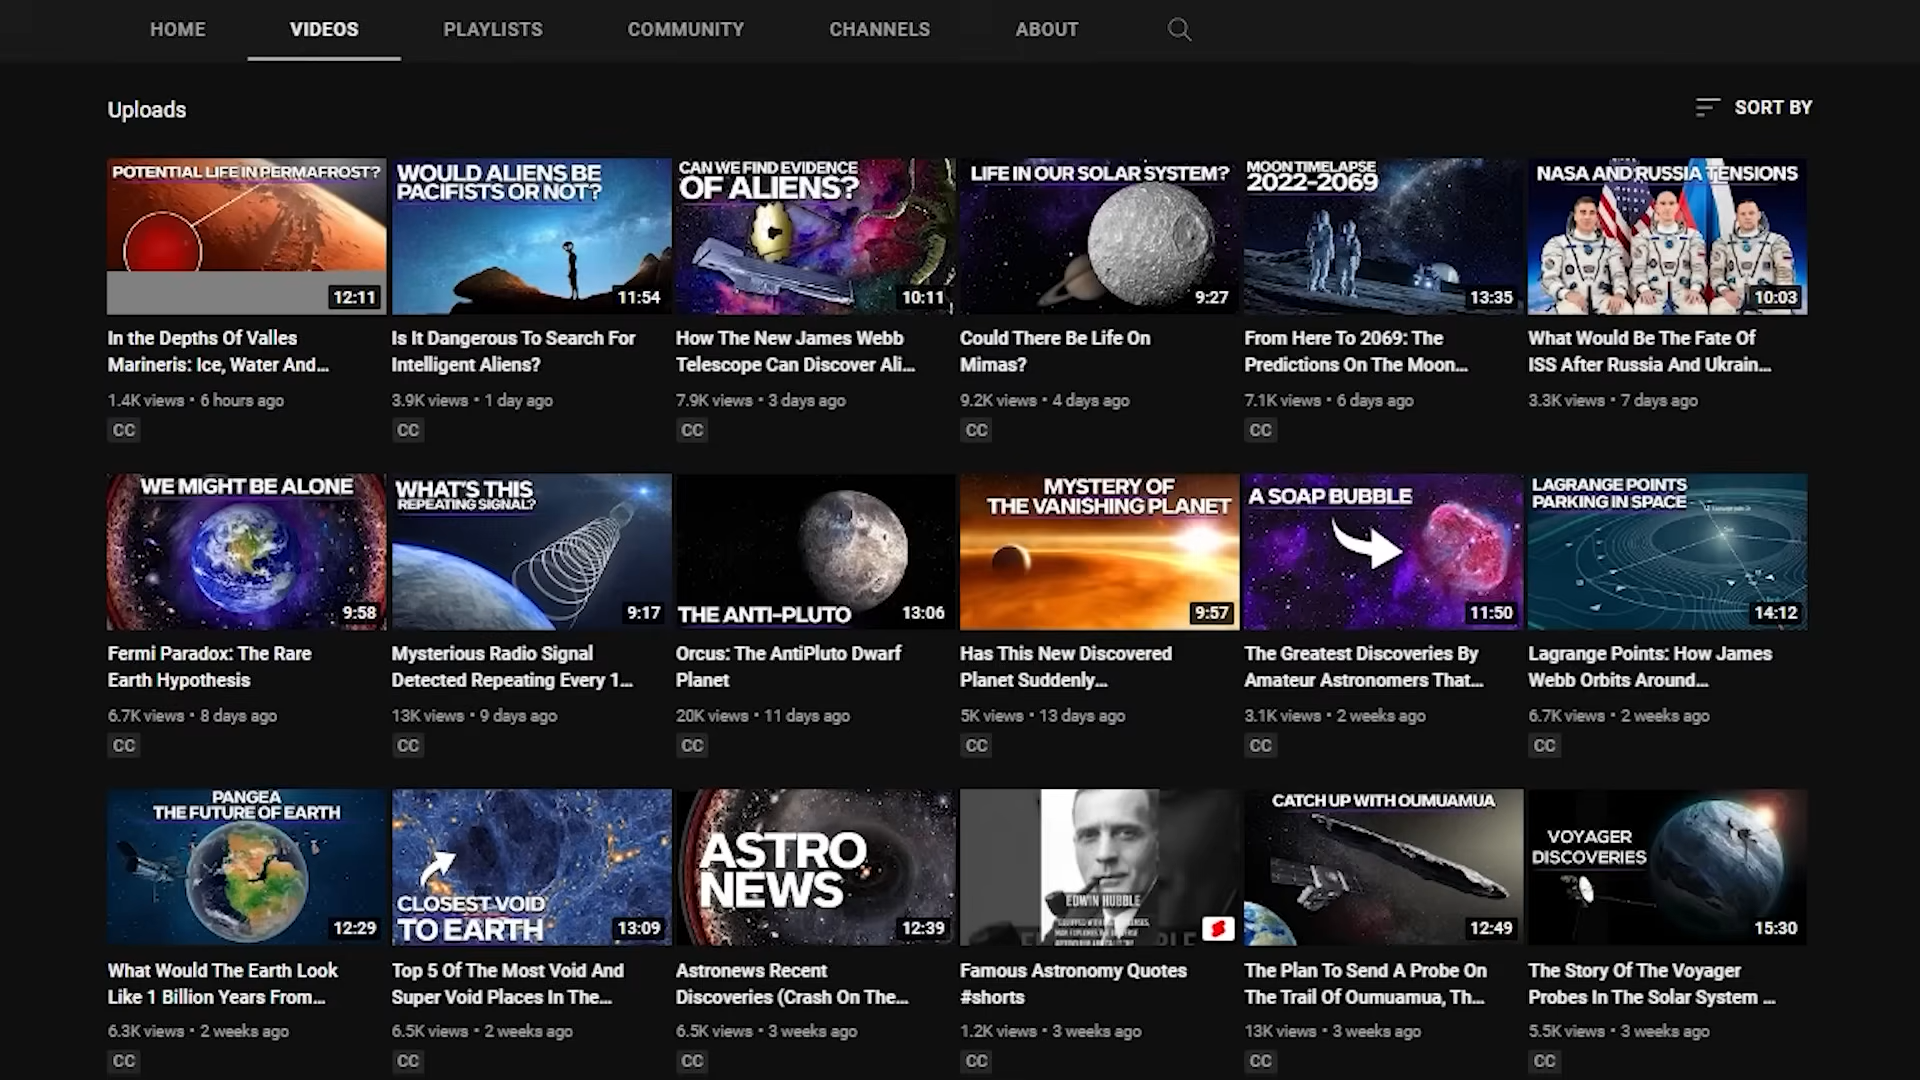 HOME
VIDEOS
PLAYLISTS
COMMUNITY
CHANNELS
ABOUT
Uploads
SORT BY
POTENTIAL LIFE IN PERMAFROST?
12:11
WOULD ALIENS BE
PACIFISTS OR NOT?
11:54
CAN WE FIND EVIDENCE
OF ALIENS?
10:11
LIFE IN OUR SOLAR SYSTEM?
9:27
MOON TIMELAPSE
2022-2069
13:35
NASA AND RUSSIA TENSIONS
10:03
In the Depths Of Valles
Marineris: Ice, Water And...
1.4K views • 6 hours ago
CC
Is It Dangerous To Search For
Intelligent Aliens?
3.9K views • 1 day ago
CC
How The New James Webb
Telescope Can Discover Ali...
7.9K views • 3 days ago
CC
Could There Be Life On
Mimas?
9.2K views • 4 days ago
CC
From Here To 2069: The
Predictions On The Moon...
7.1K views • 6 days ago
CC
What Would Be The Fate Of
ISS After Russia And Ukrain...
3.3K views • 7 days ago
WE MIGHT BE ALONE
9:58
WHAT'S THIS
REPEATING SIGNAL?
9:17
THE ANTI-PLUTO
13:06
MYSTERY OF
THE VANISHING PLANET
9:57
A SOAP BUBBLE
11:50
LAGRANGE POINTS
PARKING IN SPACE
14:12
Fermi Paradox: The Rare
Earth Hypothesis
6.7K views • 8 days ago
CC
Mysterious Radio Signal
Detected Repeating Every 1...
13K views • 9 days ago
CC
Orcus: The AntiPluto Dwarf
Planet
20K views • 11 days ago
CC
Has This New Discovered
Planet Suddenly...
5K views • 13 days ago
CC
The Greatest Discoveries By
Amateur Astronomers That...
3.1K views • 2 weeks ago
CC
Lagrange Points: How James
Webb Orbits Around...
6.7K views • 2 weeks ago
CC
PANGEA
THE FUTURE OF EARTH
12:29
CLOSEST VOID
TO EARTH
13:09
ASTRO
NEWS
12:39
EDWIN HUBBLE
CATCH UP WITH OUMUAMUA
12:49
VOYAGER
DISCOVERIES
15:30
What Would The Earth Look
Like 1 Billion Years From...
6.3K views • 2 weeks ago
CC
Top 5 Of The Most Void And
Super Void Places In The...
6.5K views • 2 weeks ago
CC
Astronews Recent
Discoveries (Crash On The...
6.5K views • 3 weeks ago
CC
Famous Astronomy Quotes
#shorts
1.2K views • 3 weeks ago
CC
The Plan To Send A Probe On
The Trail Of Oumuamua, Th...
13K views • 3 weeks ago
CC
The Story Of The Voyager
Probes In The Solar System ...
5.5K views • 3 weeks ago
CC